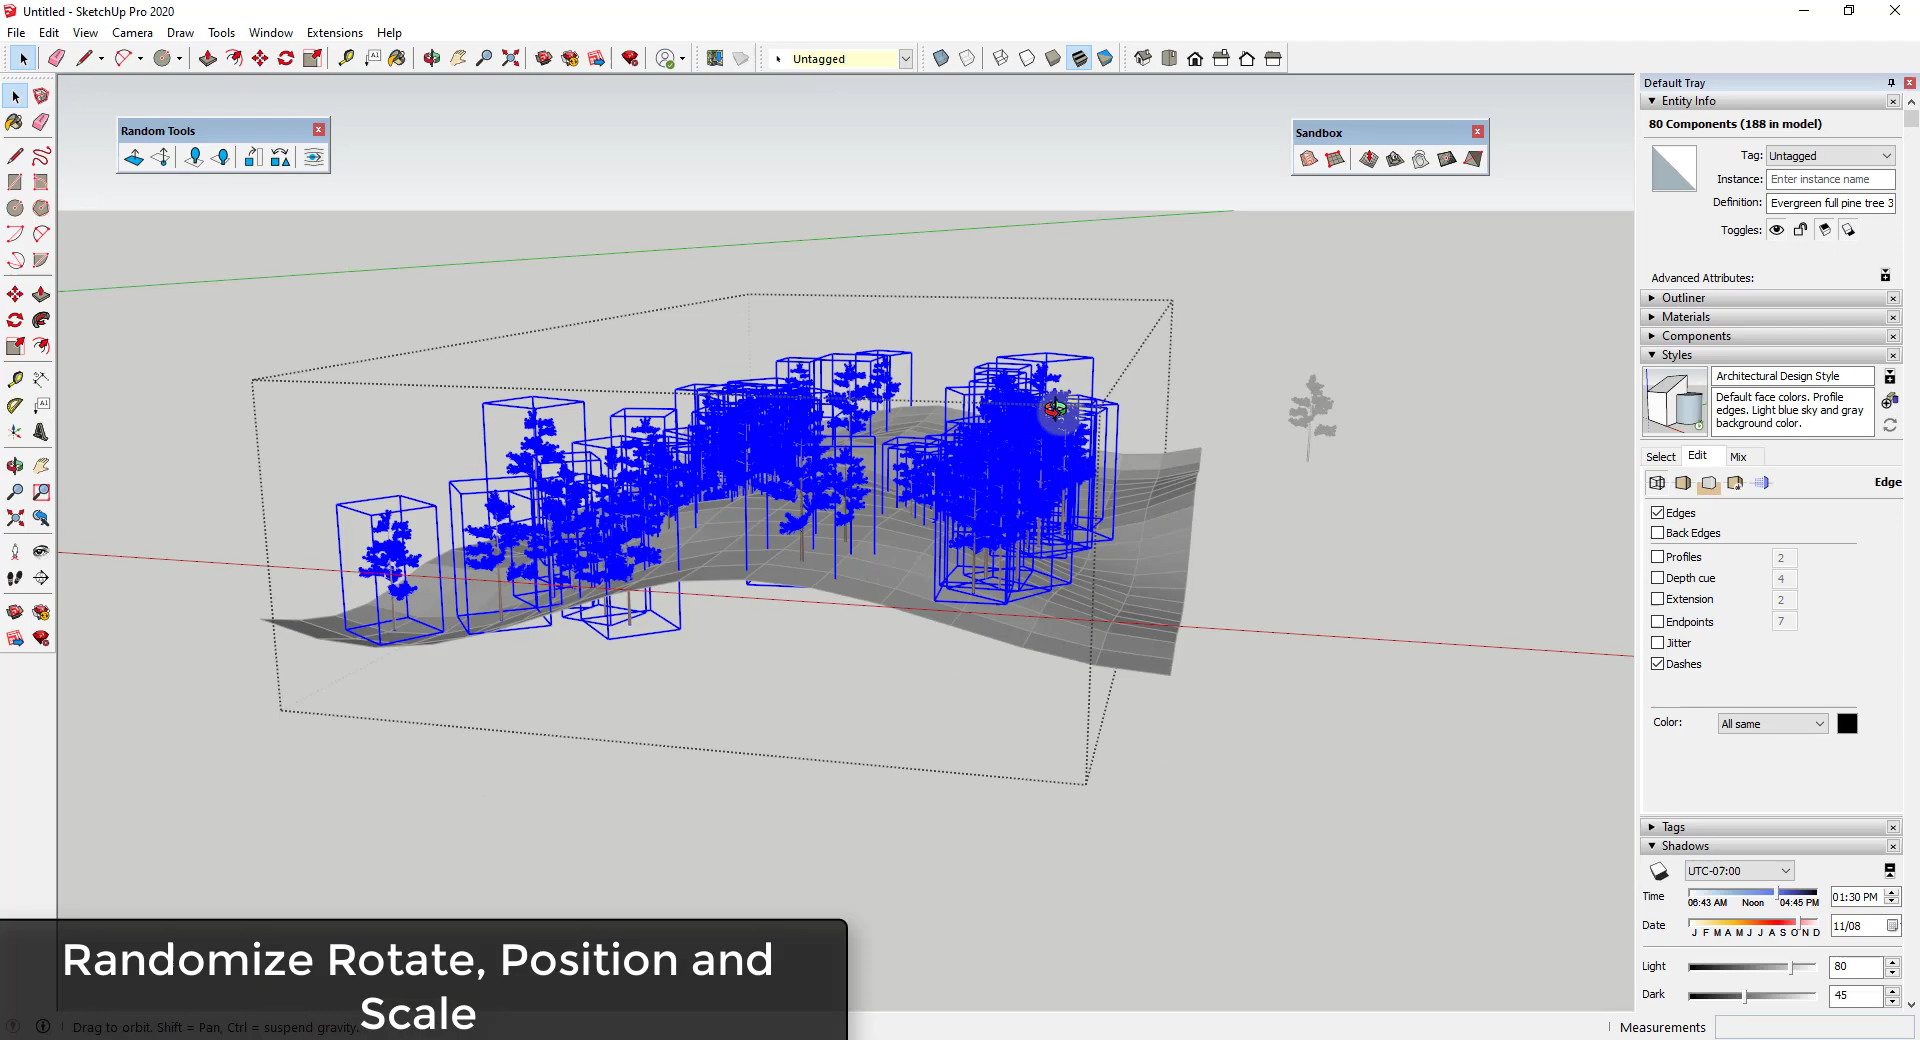 Untitled - SketchUp Pro 2020
File Edit View Camera Draw Tools Window Extensions Help
Untagged
Random Tools
Sandbox
Default Tray
Entity Info
80 Components (188 in model)
Tag: Untagged
Instance: Enter instance name
Definition: Evergreen full pine tree 3
Toggles:
Advanced Attributes:
Outliner
Materials
Components
Styles
Architectural Design Style
Default face colors. Profile
edges. Light blue sky and gray
background color.
Select Edit Mix
Edge
Edges
Back Edges
Profiles 2
Depth cue 4
Extension 2
Endpoints 7
Jitter
Dashes
Color: All same
Tags
Shadows
UTC-07:00
Time 01:30 PM
06:43 AM Noon 04:45 PM
Date 11/08
J F M A M J J A S O N D
Light 80
Dark 45
Randomize Rotate, Position and
Scale
Drag to orbit. Shift = Pan, Ctrl = suspend gravity.
Measurements